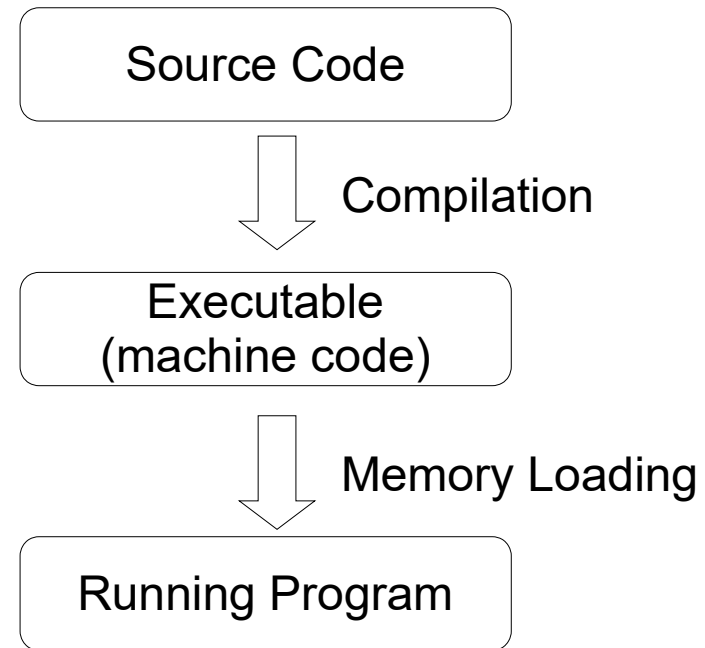 Source Code
Compilation
Executable
(machine code)
Memory Loading
Running Program